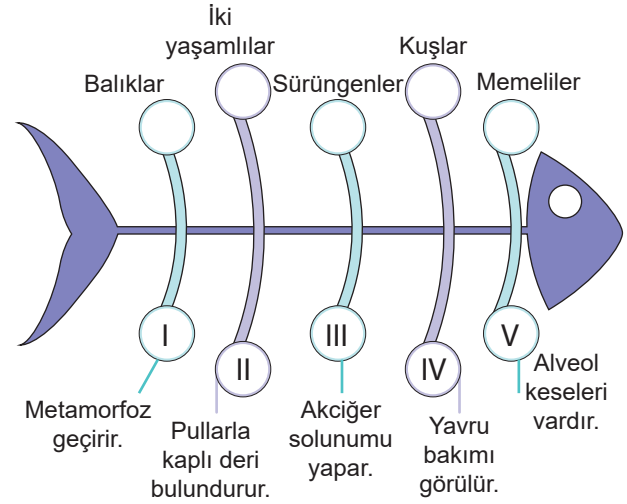 İki
yaşamlılar
Kuşlar
Balıklar
Sürüngenler
Memeliler
I
II
III
IV
V
Metamorfoz
geçirir.
Pullarla
kaplı deri
bulundurur.
Akciğer
solunumu
yapar.
Yavru
bakımı
görülür.
Alveol
keseleri
vardır.